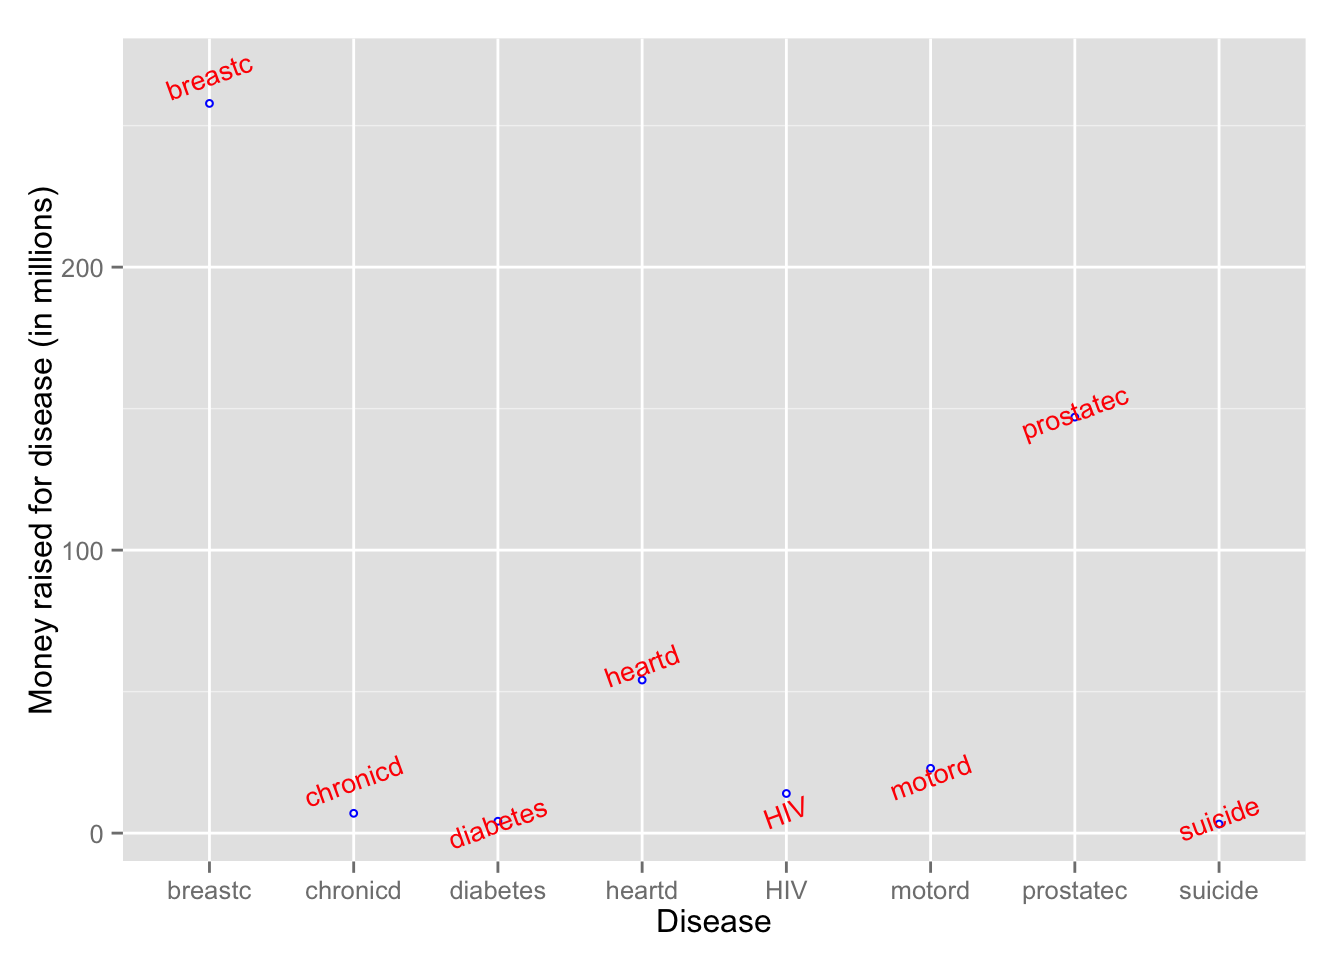 breastc
Money raised for disease (in millions)
200
prostatec
100
heartd
chronicd
motord
HIV
diabetes
suicide
0
breastc chronicd diabetes heartd HIV motord prostatec suicide
Disease